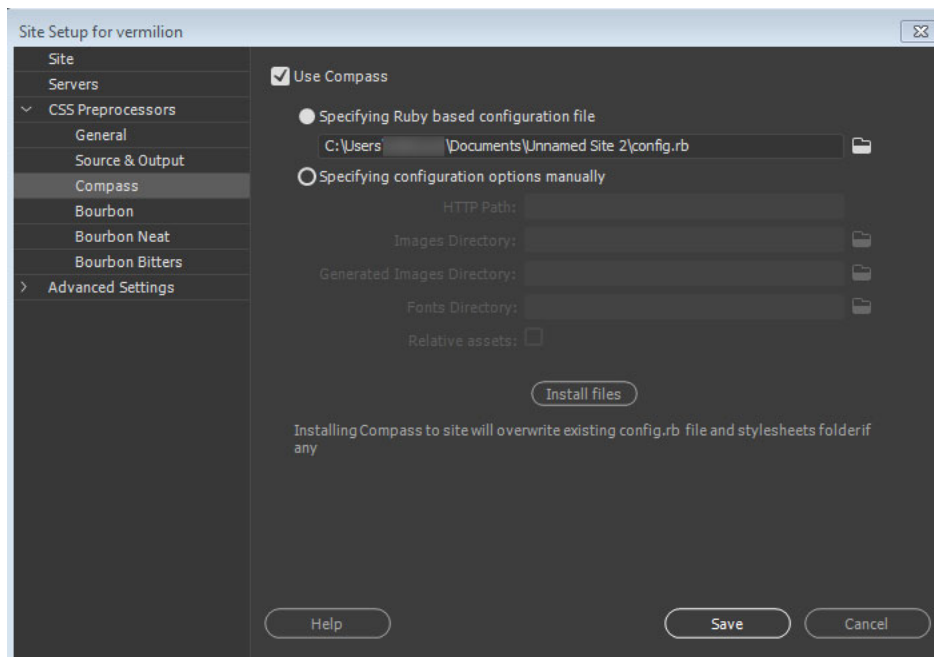 Site Setup for vermilion
Site
Servers
CSS Preprocessors
General
Source & Output
Compass
Bourbon
Bourbon Neat
Bourbon Bitters
Advanced Settings
Use Compass
Specifying Ruby based configuration file
C:\Users\ \Documents\Unnamed Site 2\config.rb
Specifying configuration options manually
HTTP Path:
Images Directory:
Generated Images Directory:
Fonts Directory:
Relative assets:
Install files
Installing Compass to site will overwrite existing config.rb file and stylesheets folderif
any
Help
Save
Cancel